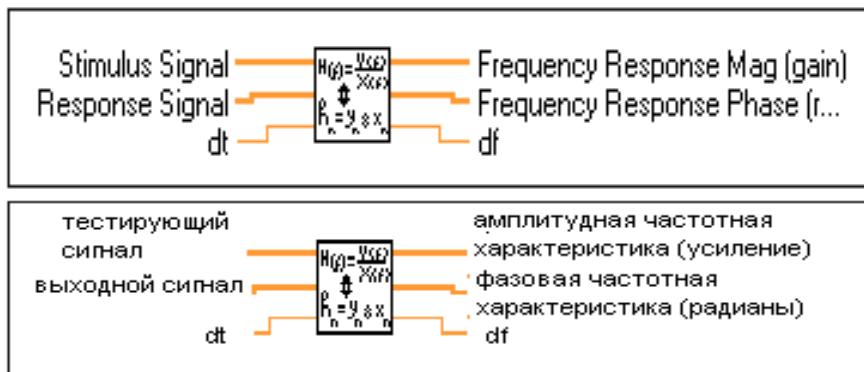 Stimulus Signal
Response Signal
dt
H(f)=Y(f)/X(f)
Frequency Response Mag (gain)
Frequency Response Phase (r...
df
тестирующий
сигнал
выходной сигнал
dt
H(f)=Y(f)/X(f)
амплитудная частотная
характеристика (усиление)
фазовая частотная
характеристика (радианы)
df